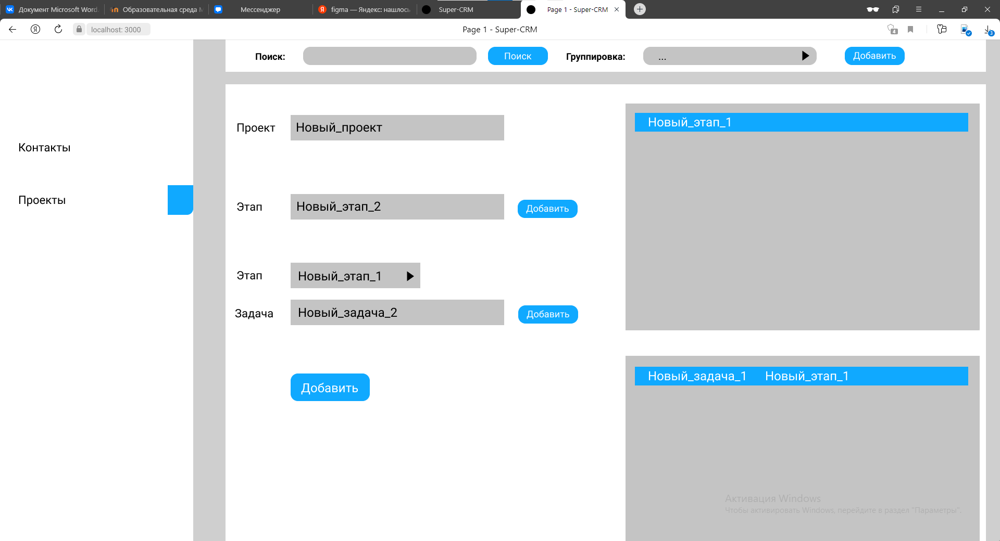 Документ Microsoft Word
Образовательная среда
Мессенджер
figma — Яндекс: нашлось
Super-CRM
Page 1 - Super-CRM
localhost: 3000
Page 1 - Super-CRM
4
3
Поиск:
Поиск
Группировка:
...
Добавить
Контакты
Проекты
Проект
Новый_проект
Новый_этап_1
Этап
Новый_этап_2
Добавить
Этап
Новый_этап_1
Задача
Новый_задача_2
Добавить
Добавить
Новый_задача_1 Новый_этап_1
Активация Windows
Чтобы активировать Windows, перейдите в раздел "Параметры".